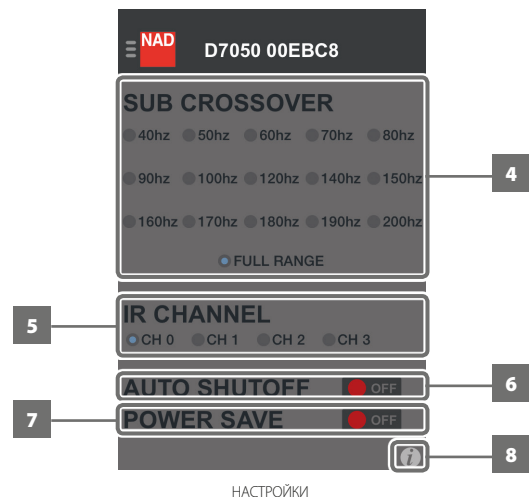 NAD
D7050 00EBC8
SUB CROSSOVER
40hz 50hz 60hz 70hz 80hz
90hz 100hz 120hz 140hz 150hz
4
160hz 170hz 180hz 190hz 200hz
FULL RANGE
5
IR CHANNEL
CH 0 CH 1 CH 2 CH 3
AUTO SHUTOFF OFF
6
7
POWER SAVE OFF
i
8
НАСТРОЙКИ